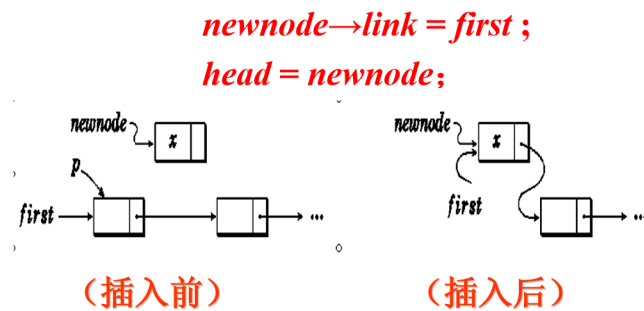 newnode→link = first ;
head = newnode；
newnode
x
p
first
...
newnode
x
first
...
（插入前）
（插入后）